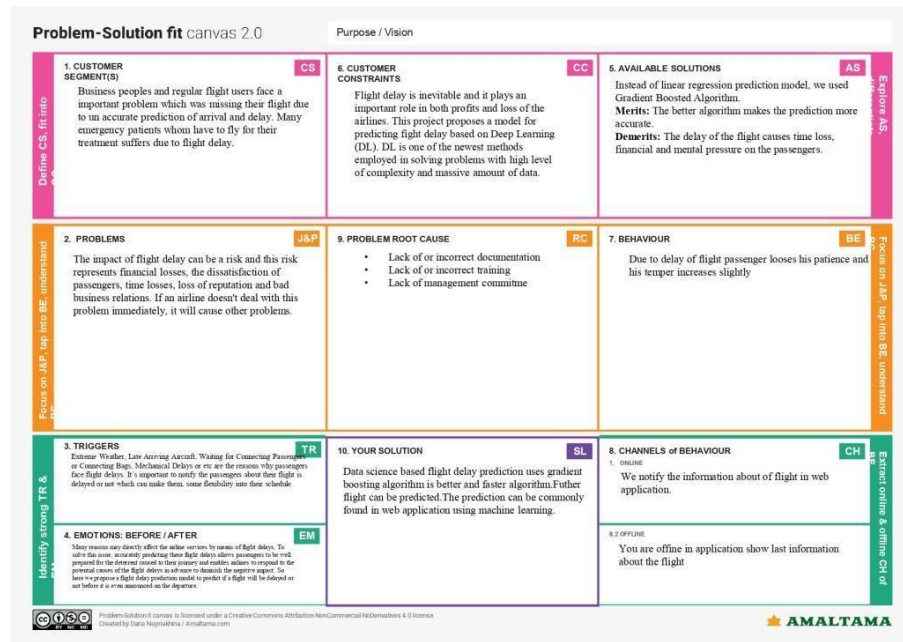 Problem-Solution fit canvas 2.0
Purpose / Vision
Define CS, fit into
1. CUSTOMER
SEGMENT(S)
CS
Business peoples and regular flight users face a
important problem which was missing their flight due
to un accurate prediction of arrival and delay. Many
emergency patients whom have to fly for their
treatment suffers due to flight delay.
6. CUSTOMER
CONSTRAINTS
CC
Flight delay is inevitable and it plays an
important role in both profits and loss of the
airlines. This project proposes a model for
predicting fight delay based on Deep Learning
(DL). DL is one of the newest methods
employed in solving problems with high level
of complexity and massive amount of data.
5. AVAILABLE SOLUTIONS
AS
Instead of linear regression prediction model, we used
Gradient Boosted Algorithm.
Merits: The better algorithm makes the prediction more
accurate.
Demerits: The delay of the flight causes time loss,
financial and mental pressure on the passengers.
Explore AS,
Focus on J&P, tap into BE, understand
2. PROBLEMS
J&P
The impact of flight delay can be a risk and this risk
represents financial losses, the dissatisfaction of
passengers, time losses, loss of reputation and bad
business relations. If an airline doesn't deal with this
problem immediately, it will cause other problems.
9. PROBLEM ROOT CAUSE
RC
• Lack of or incorrect documentation
• Lack of or incorrect training
• Lack of management commitme
7. BEHAVIOUR
BE
Due to delay of flight passenger looses his patience and
his temper increases slightly
Focus on J&P, tap into BE, understand
Identify strong TR &
3. TRIGGERS
TR
Extreme Weather, Late Arriving Aircraft, Waiting for Connecting Passengers
or Connecting Bags, Mechanical Delays or etc are the reasons why passengers
face flight delays. It's important to notify the passengers about their flight is
delayed or not which can make them, some flexibility into their schedule.
4. EMOTIONS: BEFORE / AFTER
EM
Many reasons may directly affect the airline services by means of flight delays. To
solve this issue, accurately predicting these flight delays allows passengers to be well
prepared for the deterrent caused to their journey and enables airlines to respond to the
potential causes of the flight delays in advance to diminish the negative impact. So
here we propose a flight delay prediction model to predict if a flight will be delayed or
not before it is even announced on the departure
10. YOUR SOLUTION
SL
Data science based flight delay prediction uses gradient
boosting algorithm is better and faster algorithm.Futher
flight can be predicted.The prediction can be commonly
found in web application using machine learning.
8. CHANNELS of BEHAVIOUR
CH
1. ONLINE
We notify the information about of flight in web
application.
8.2 OFFLINE
You are offine in application show last information
about the flight
Extract online & offline CH of
BY NC ND
Problem-Solution fit canvas is licensed under a Creative Commons Attribution-NonCommercial-NoDerivatives 4.0 license
Created by Daria Nepriakhina / Amaltama.com
AMALTAMA